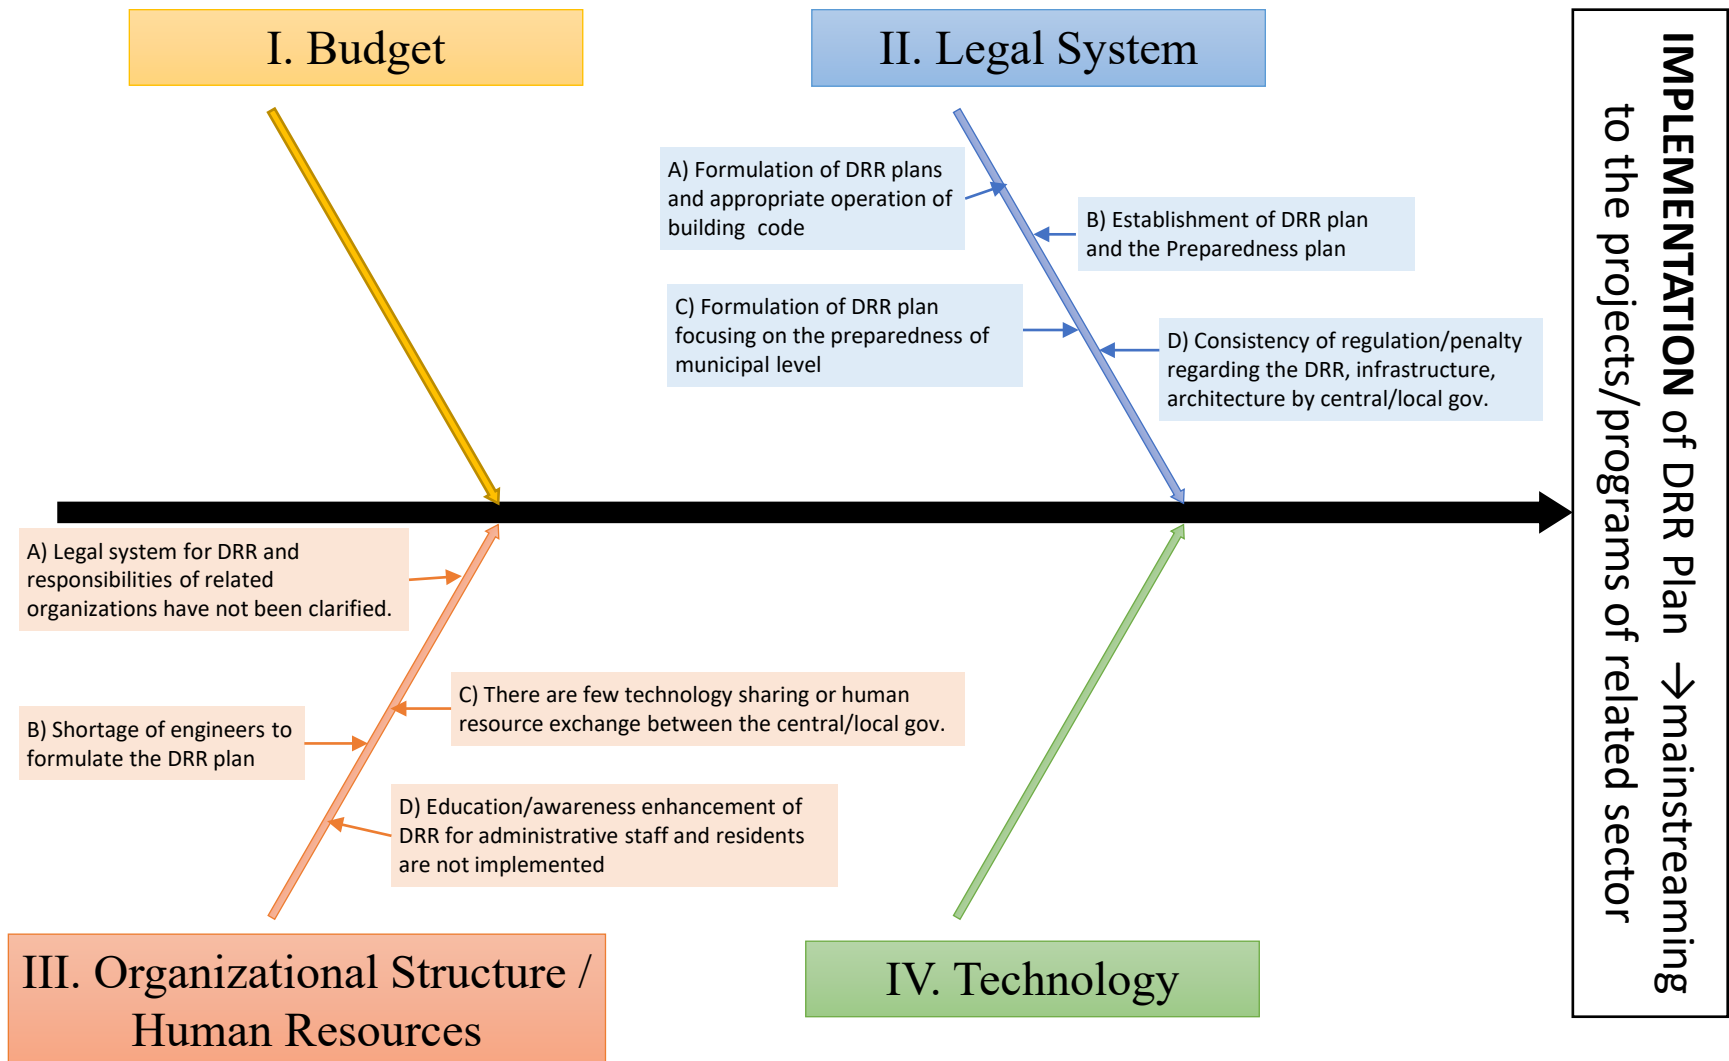 I. Budget
II. Legal System
A) Formulation of DRR plans
and appropriate operation of
building code
B) Establishment of DRR plan
and the Preparedness plan
C) Formulation of DRR plan
focusing on the preparedness of
municipal level
D) Consistency of regulation/penalty
regarding the DRR, infrastructure,
architecture by central/local gov.
A) Legal system for DRR and
responsibilities of related
organizations have not been clarified.
C) There are few technology sharing or human
resource exchange between the central/local gov.
B) Shortage of engineers to
formulate the DRR plan
D) Education/awareness enhancement of
DRR for administrative staff and residents
are not implemented
III. Organizational Structure /
Human Resources
IV. Technology
IMPLEMENTATION of DRR Plan →mainstreaming
to the projects/programs of related sector